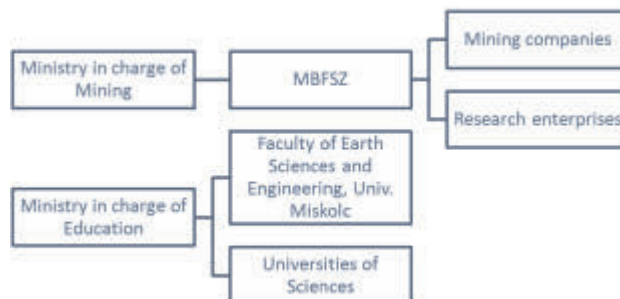 Mining companies
Ministry in charge of
Mining
MBFSZ
Research enterprises
Faculty of Earth
Sciences and
Engineering, Univ.
Miskolc
Ministry in charge of
Education
Universities of
Sciences